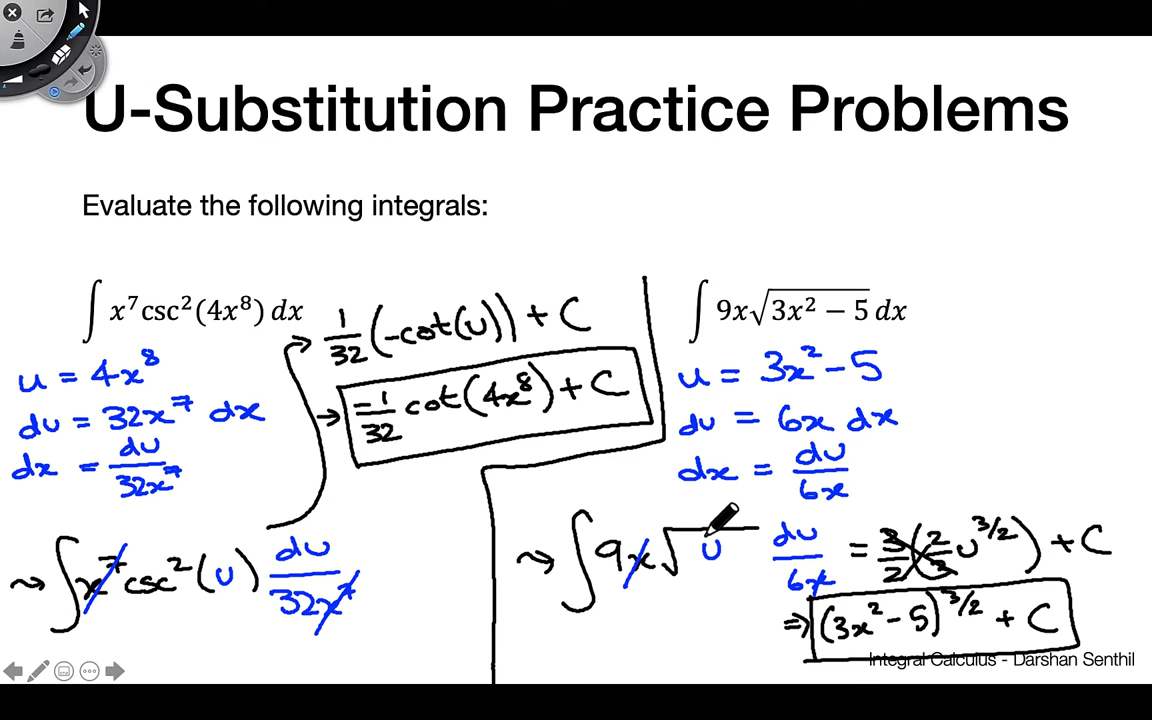 U-Substitution Practice Problems
Evaluate the following integrals:
∫ x⁷ csc²(4x⁸) dx
u = 4x⁸
du = 32x⁷ dx
dx = du/32x⁷
⇝ ∫ x⁷ csc²(u) du/32x⁷
→ 1/32 (-cot(u)) + C
→ -1/32 cot(4x⁸) + C
∫ 9x√(3x² − 5) dx
u = 3x² - 5
du = 6x dx
dx = du/6x
⇝ ∫ 9x√u du/6x = 3/2 (2/3 u^3/2) + C
⇒ (3x² - 5)^3/2 + C
Integral Calculus - Darshan Senthil